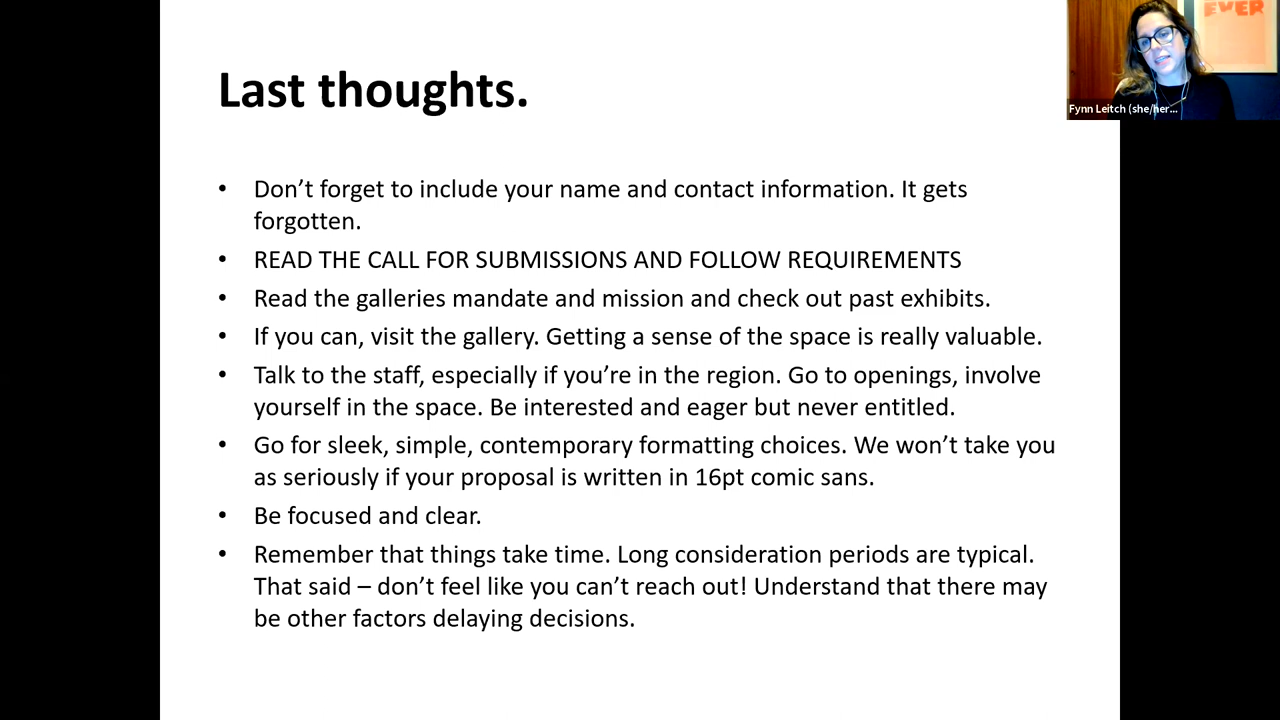 EVER
Fynn Leitch (she/her...
Last thoughts.
• Don’t forget to include your name and contact information. It gets
forgotten.
• READ THE CALL FOR SUBMISSIONS AND FOLLOW REQUIREMENTS
• Read the galleries mandate and mission and check out past exhibits.
• If you can, visit the gallery. Getting a sense of the space is really valuable.
• Talk to the staff, especially if you’re in the region. Go to openings, involve
yourself in the space. Be interested and eager but never entitled.
• Go for sleek, simple, contemporary formatting choices. We won’t take you
as seriously if your proposal is written in 16pt comic sans.
• Be focused and clear.
• Remember that things take time. Long consideration periods are typical.
That said – don’t feel like you can’t reach out! Understand that there may
be other factors delaying decisions.